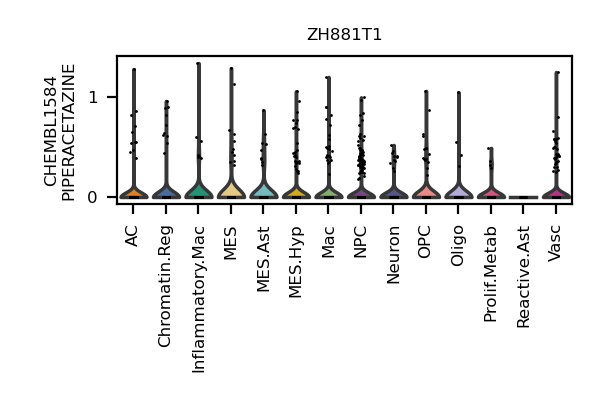 ZH881T1
CHEMBL1584
PIPERACETAZINE
1
0
AC
Chromatin.Reg
Inflammatory.Mac
MES
MES.Ast
MES.Hyp
Mac
NPC
Neuron
OPC
Oligo
Prolif.Metab
Reactive.Ast
Vasc